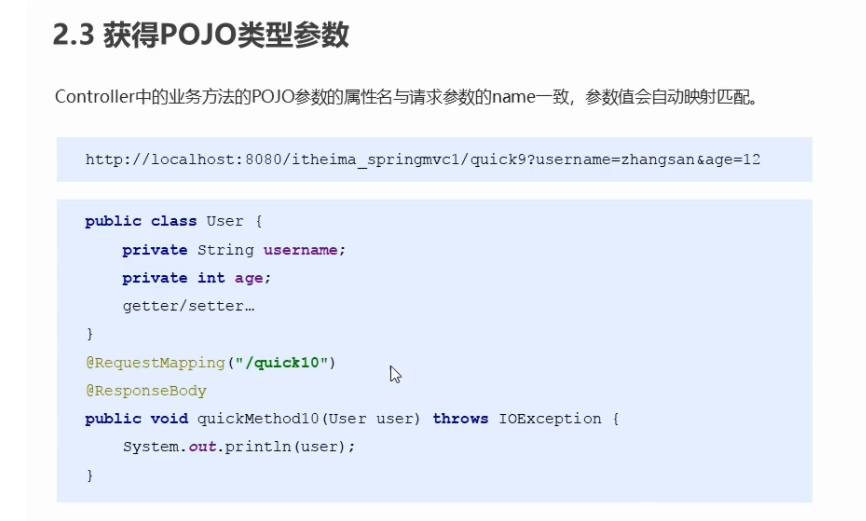 2.3 获得POJO类型参数
Controller中的业务方法的POJO参数的属性名与请求参数的name一致，参数值会自动映射匹配。
http://localhost:8080/itheima_springmvc1/quick9?username=zhangsan&age=12
public class User {
    private String username;
    private int age;
    getter/setter…
}
@RequestMapping("/quick10")
@ResponseBody
public void quickMethod10(User user) throws IOException {
    System.out.println(user);
}